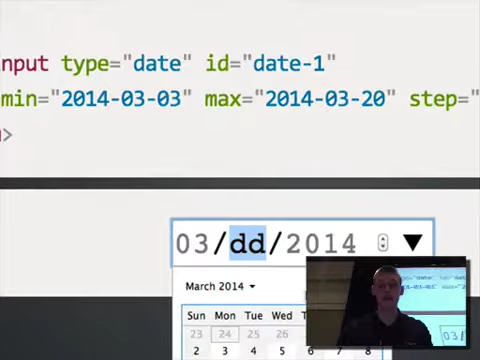 input type="date" id="date-1"
min="2014-03-03" max="2014-03-20" step="
>
03/dd/2014
March 2014
Sun Mon Tue Wed
23 24 25 26
2 3 4 5 6 7 8